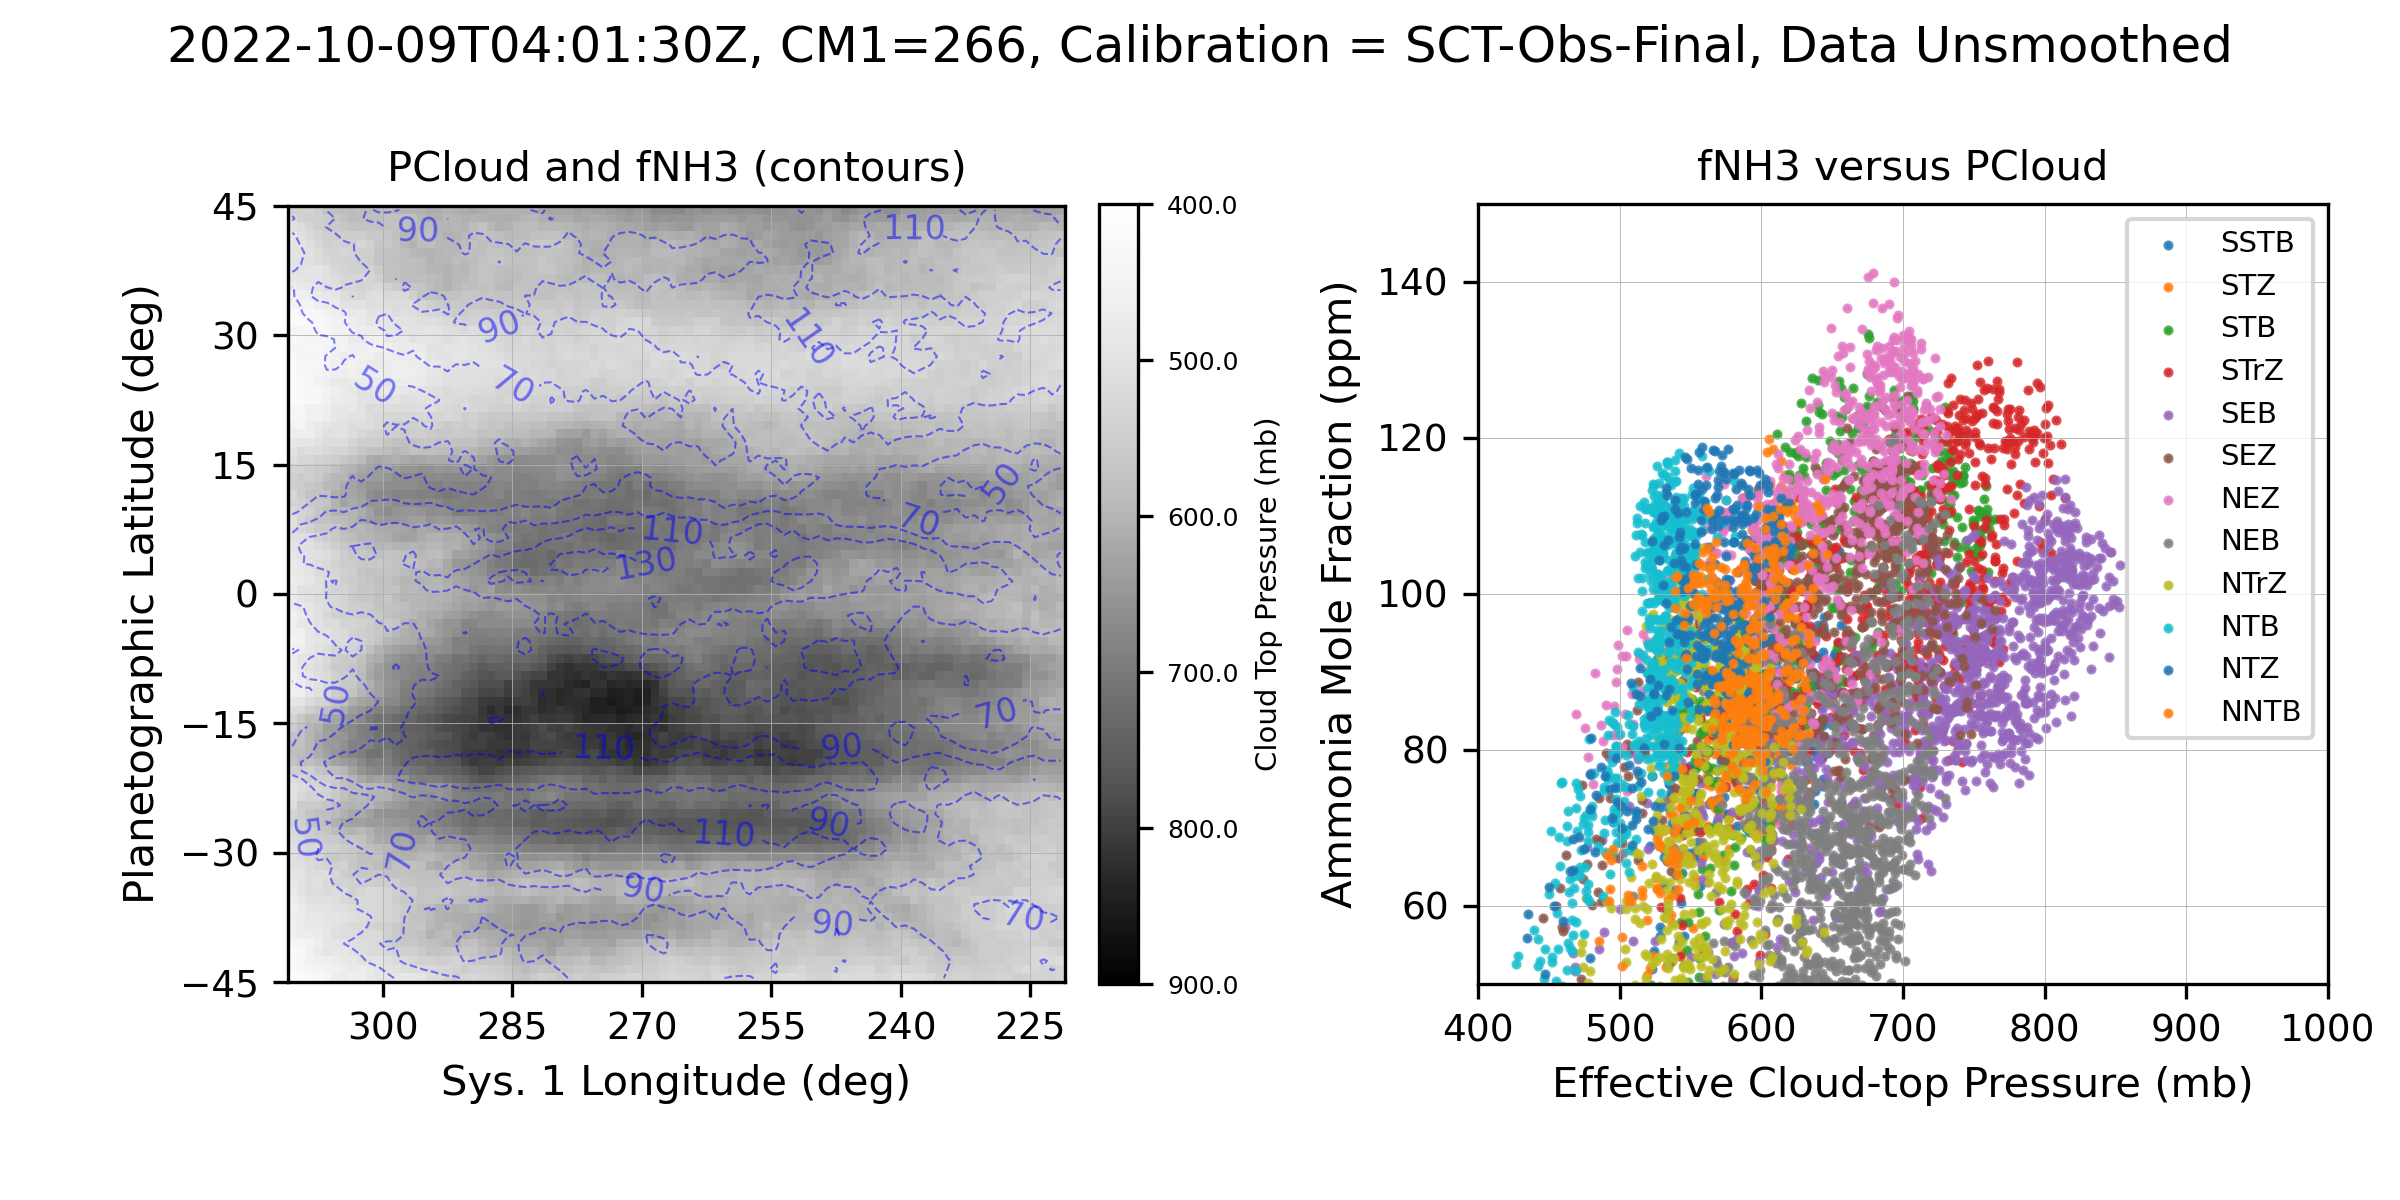 2022-10-09T04:01:30Z, CM1=266, Calibration = SCT-Obs-Final, Data Unsmoothed
PCloud and fNH3 (contours)
45
30
15
0
−15
−30
−45
Planetographic Latitude (deg)
300
285
270
255
240
225
Sys. 1 Longitude (deg)
90
110
90
110
50
70
50
70
110
130
50
70
110
90
50
70
110
90
90
90
70
400.0
500.0
600.0
700.0
800.0
900.0
Cloud Top Pressure (mb)
fNH3 versus PCloud
140
120
100
80
60
Ammonia Mole Fraction (ppm)
400
500
600
700
800
900
1000
Effective Cloud-top Pressure (mb)
SSTB
STZ
STB
STrZ
SEB
SEZ
NEZ
NEB
NTrZ
NTB
NTZ
NNTB